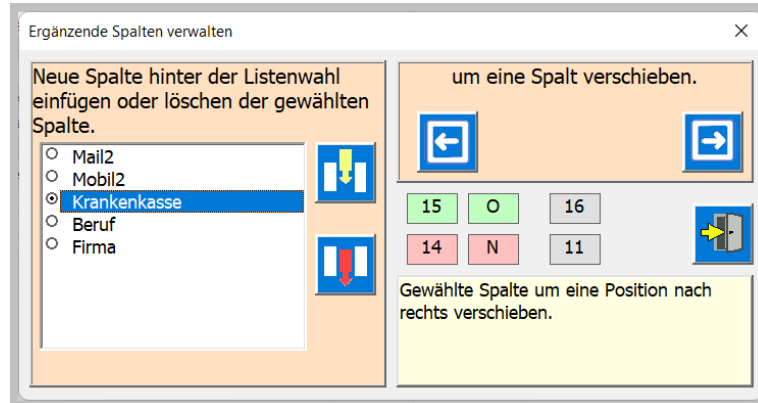 Ergänzende Spalten verwalten
Neue Spalte hinter der Listenwahl
einfügen oder löschen der gewählten
Spalte.
Mail2
Mobil2
Krankenkasse
Beruf
Firma
um eine Spalt verschieben.
15 O 16
14 N 11
Gewählte Spalte um eine Position nach
rechts verschieben.